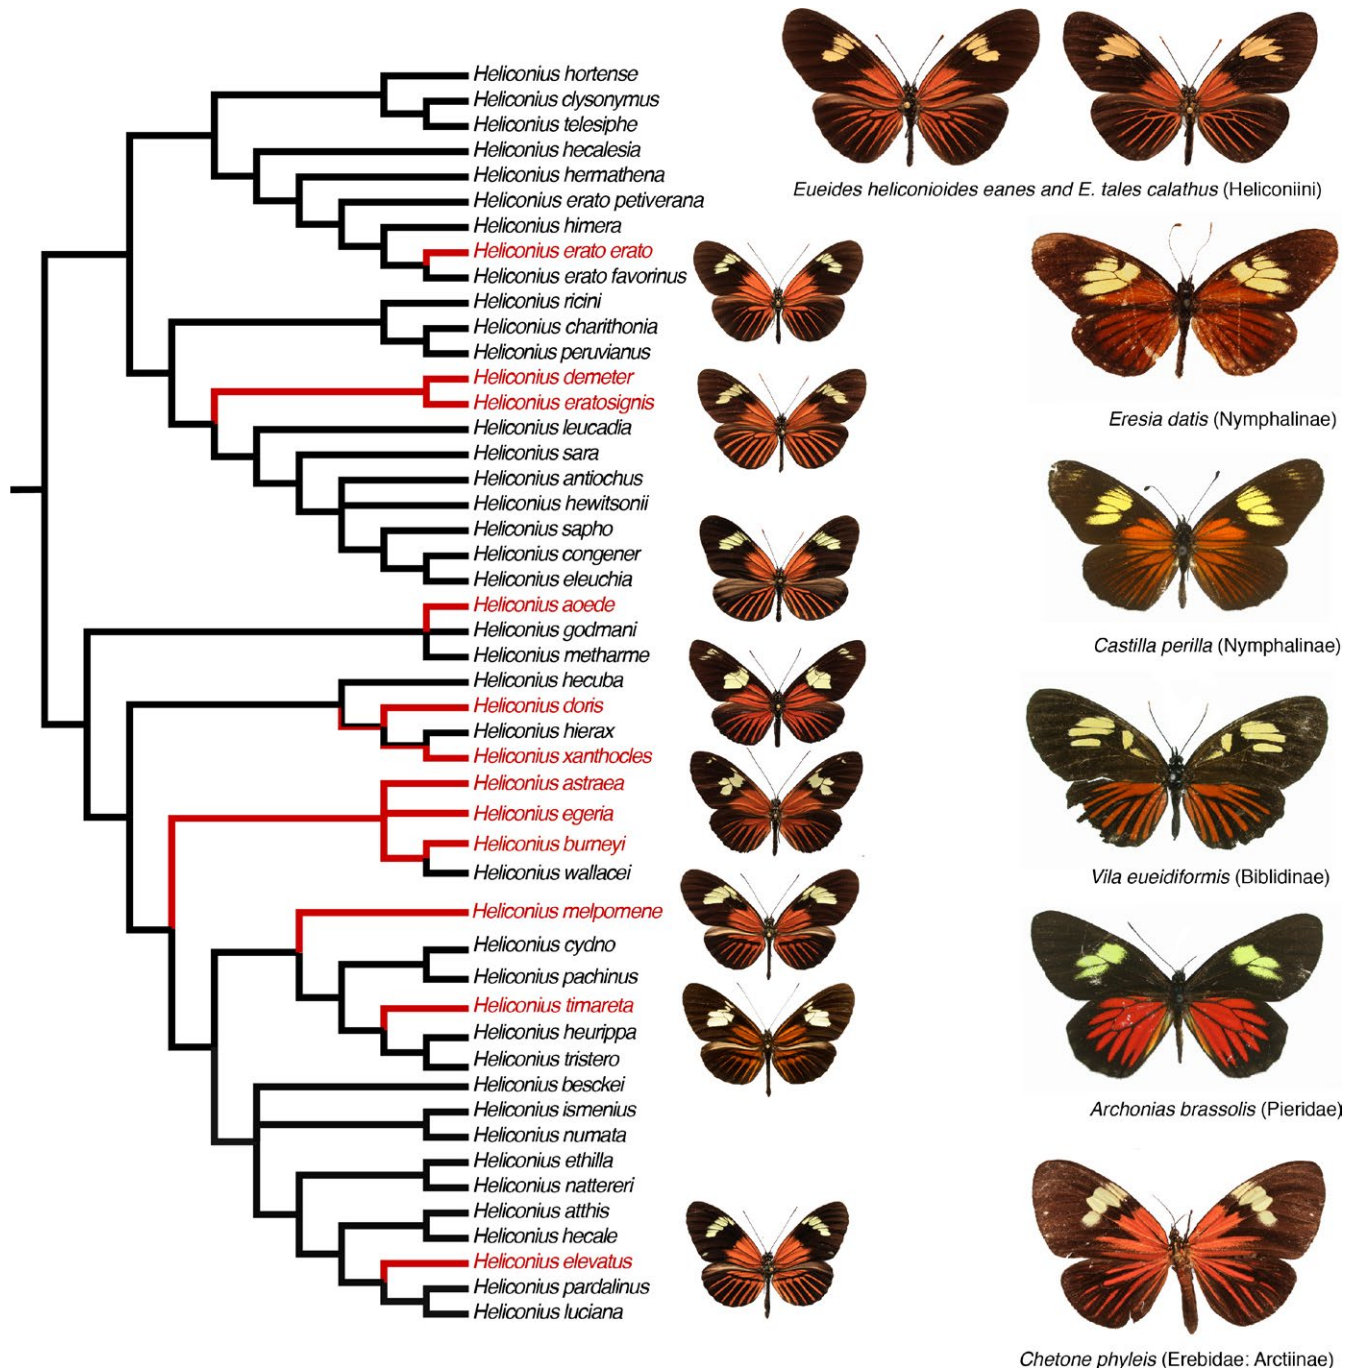 Heliconius hortense
Heliconius clysonymus
Heliconius telesiphe
Heliconius hecalesia
Heliconius hermathena
Heliconius erato petiverana
Heliconius himera
Heliconius erato erato
Heliconius erato favorinus
Heliconius ricini
Heliconius charithonia
Heliconius peruvianus
Heliconius demeter
Heliconius eratosignis
Heliconius leucadia
Heliconius sara
Heliconius antiochus
Heliconius hewitsonii
Heliconius sapho
Heliconius congener
Heliconius eleuchia
Heliconius aoede
Heliconius godmani
Heliconius metharme
Heliconius hecuba
Heliconius doris
Heliconius hierax
Heliconius xanthocles
Heliconius astraea
Heliconius egeria
Heliconius burneyi
Heliconius wallacei
Heliconius melpomene
Heliconius cydno
Heliconius pachinus
Heliconius timareta
Heliconius heurippa
Heliconius tristero
Heliconius besckei
Heliconius ismenius
Heliconius numata
Heliconius ethilla
Heliconius nattereri
Heliconius atthis
Heliconius hecale
Heliconius elevatus
Heliconius pardalinus
Heliconius luciana
Eueides heliconioides eanes and E. tales calathus (Heliconiini)
Eresia datis (Nymphalinae)
Castilla perilla (Nymphalinae)
Vila eueidiformis (Biblidinae)
Archonias brassolis (Pieridae)
Chetone phyleis (Erebidae: Arctiinae)